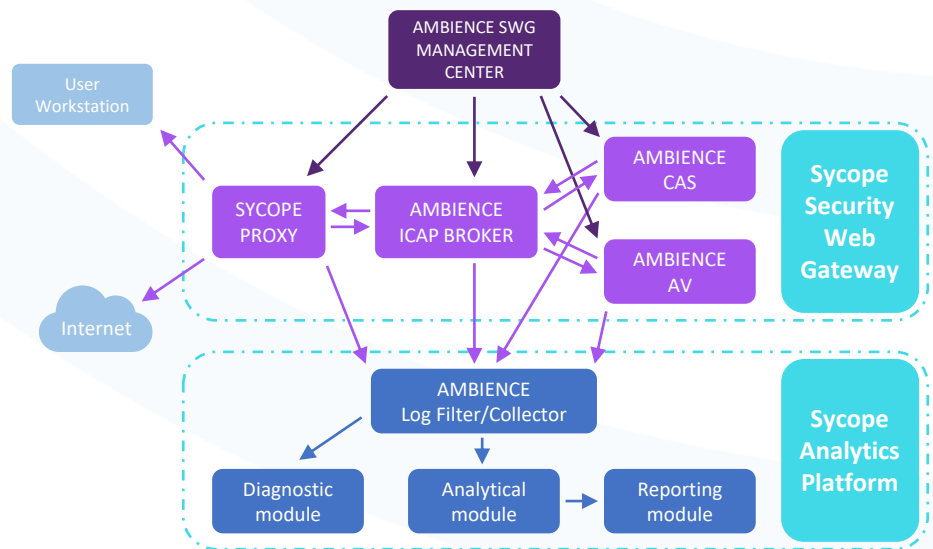 AMBIENCE SWG
MANAGEMENT
CENTER
User
Workstation
AMBIENCE
CAS
SYCOPE
PROXY
AMBIENCE
ICAP BROKER
AMBIENCE
AV
Sycope
Security
Web
Gateway
Internet
AMBIENCE
Log Filter/Collector
Diagnostic
module
Analytical
module
Reporting
module
Sycope
Analytics
Platform